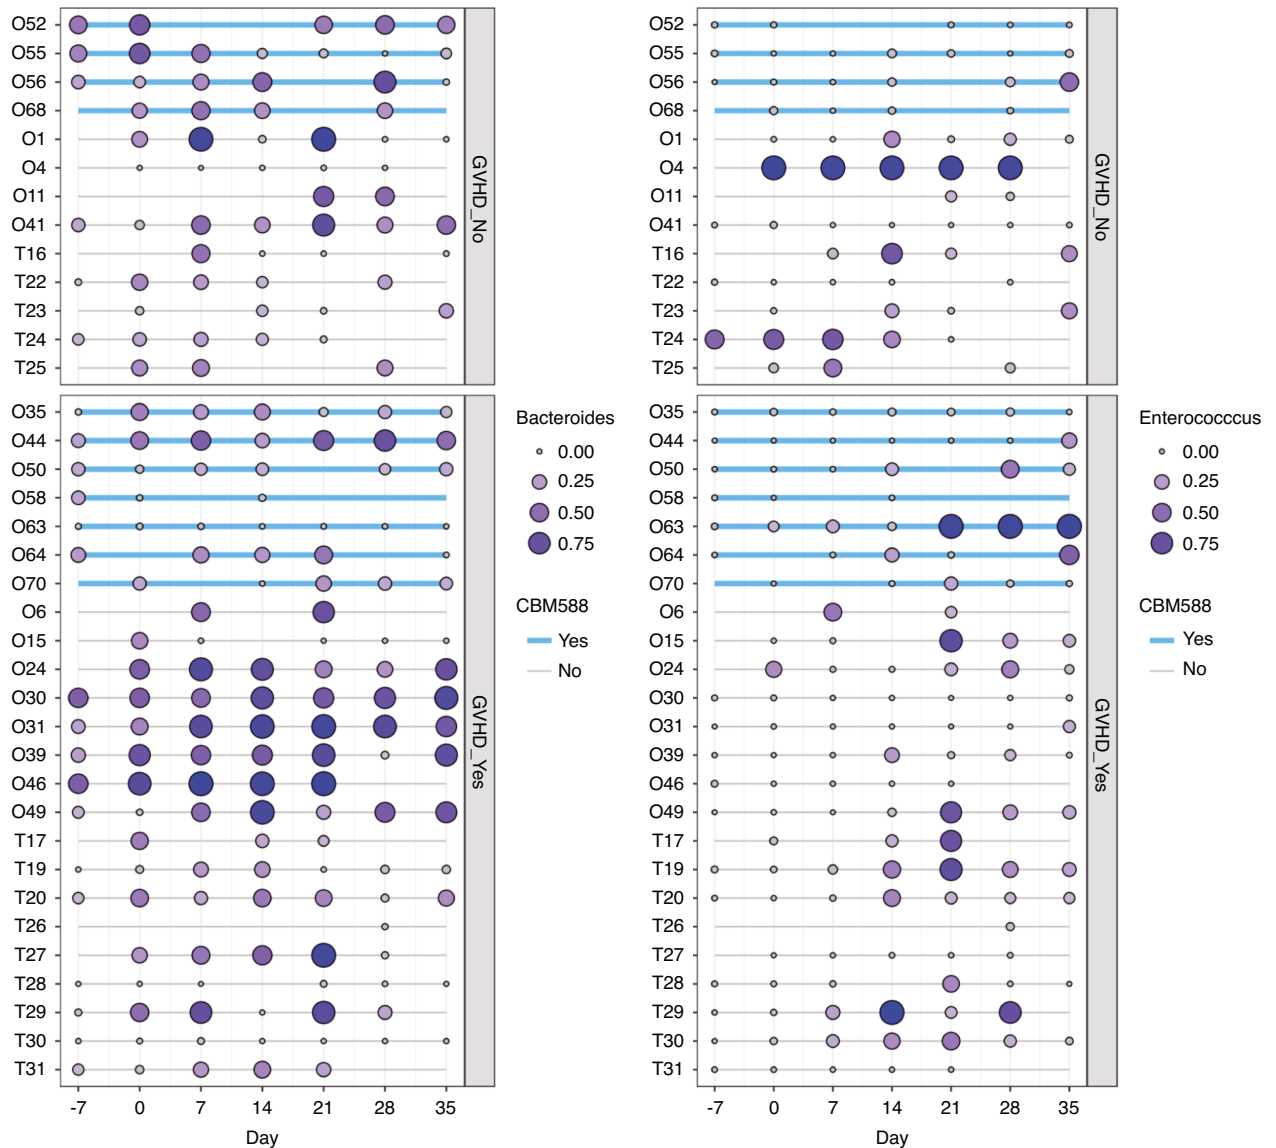 O52
O55
O56
O68
O1
O4
O11
O41
T16
T22
T23
T24
T25
GVHD_No
O35
O44
O50
O58
O63
O64
O70
O6
O15
O24
O30
O31
O39
O46
O49
T17
T19
T20
T26
T27
T28
T29
T30
T31
GVHD_Yes
-7 0 7 14 21 28 35
Day
Bacteroides
0.00
0.25
0.50
0.75
CBM588
Yes
No
O52
O55
O56
O68
O1
O4
O11
O41
T16
T22
T23
T24
T25
GVHD_No
O35
O44
O50
O58
O63
O64
O70
O6
O15
O24
O30
O31
O39
O46
O49
T17
T19
T20
T26
T27
T28
T29
T30
T31
GVHD_Yes
-7 0 7 14 21 28 35
Day
Enterococccus
0.00
0.25
0.50
0.75
CBM588
Yes
No